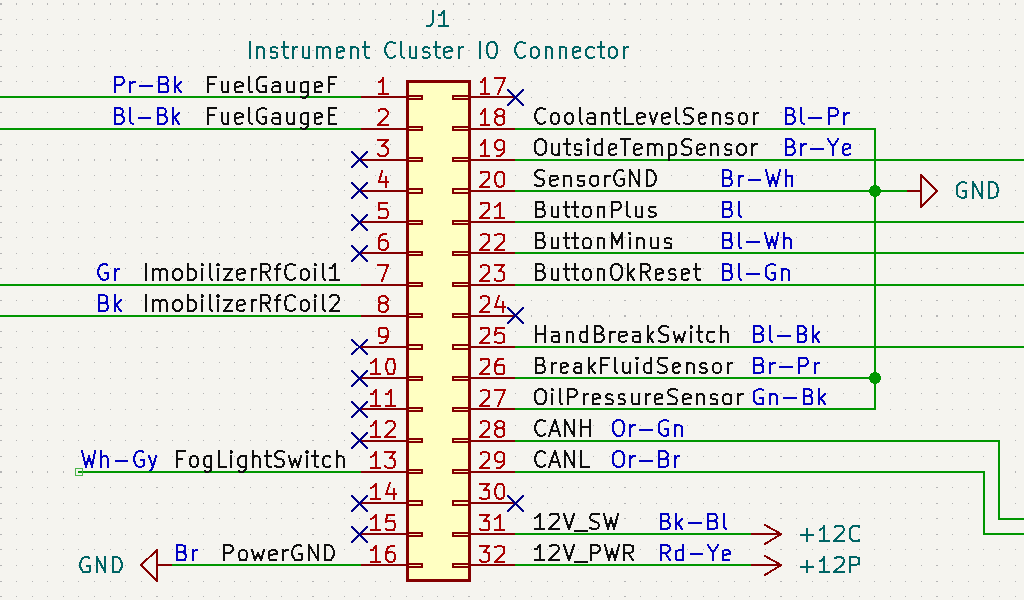 J1
Instrument Cluster IO Connector
Pr-Bk FuelGaugeF 1 17
Bl-Bk FuelGaugeE 2 18 CoolantLevelSensor Bl-Pr
3 19 OutsideTempSensor Br-Ye
4 20 SensorGND Br-Wh GND
5 21 ButtonPlus Bl
6 22 ButtonMinus Bl-Wh
Gr ImobilizerRfCoil1 7 23 ButtonOkReset Bl-Gn
Bk ImobilizerRfCoil2 8 24
9 25 HandBreakSwitch Bl-Bk
10 26 BreakFluidSensor Br-Pr
11 27 OilPressureSensor Gn-Bk
12 28 CANH Or-Gn
Wh-Gy FogLightSwitch 13 29 CANL Or-Br
14 30
15 31 12V_SW Bk-Bl +12C
GND Br PowerGND 16 32 12V_PWR Rd-Ye +12P